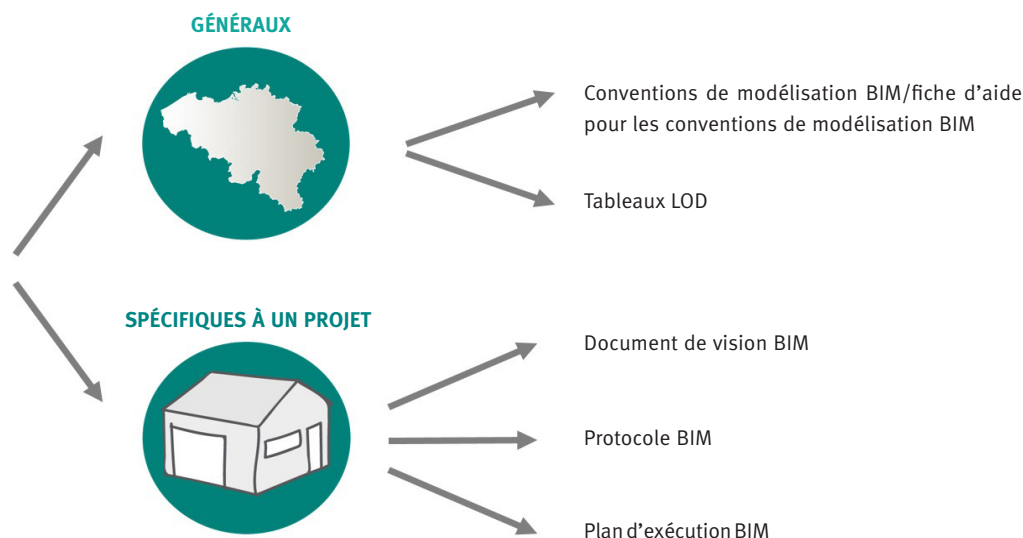 GÉNÉRAUX
Conventions de modélisation BIM/fiche d’aide
pour les conventions de modélisation BIM
Tableaux LOD
SPÉCIFIQUES À UN PROJET
Document de vision BIM
Protocole BIM
Plan d’exécution BIM